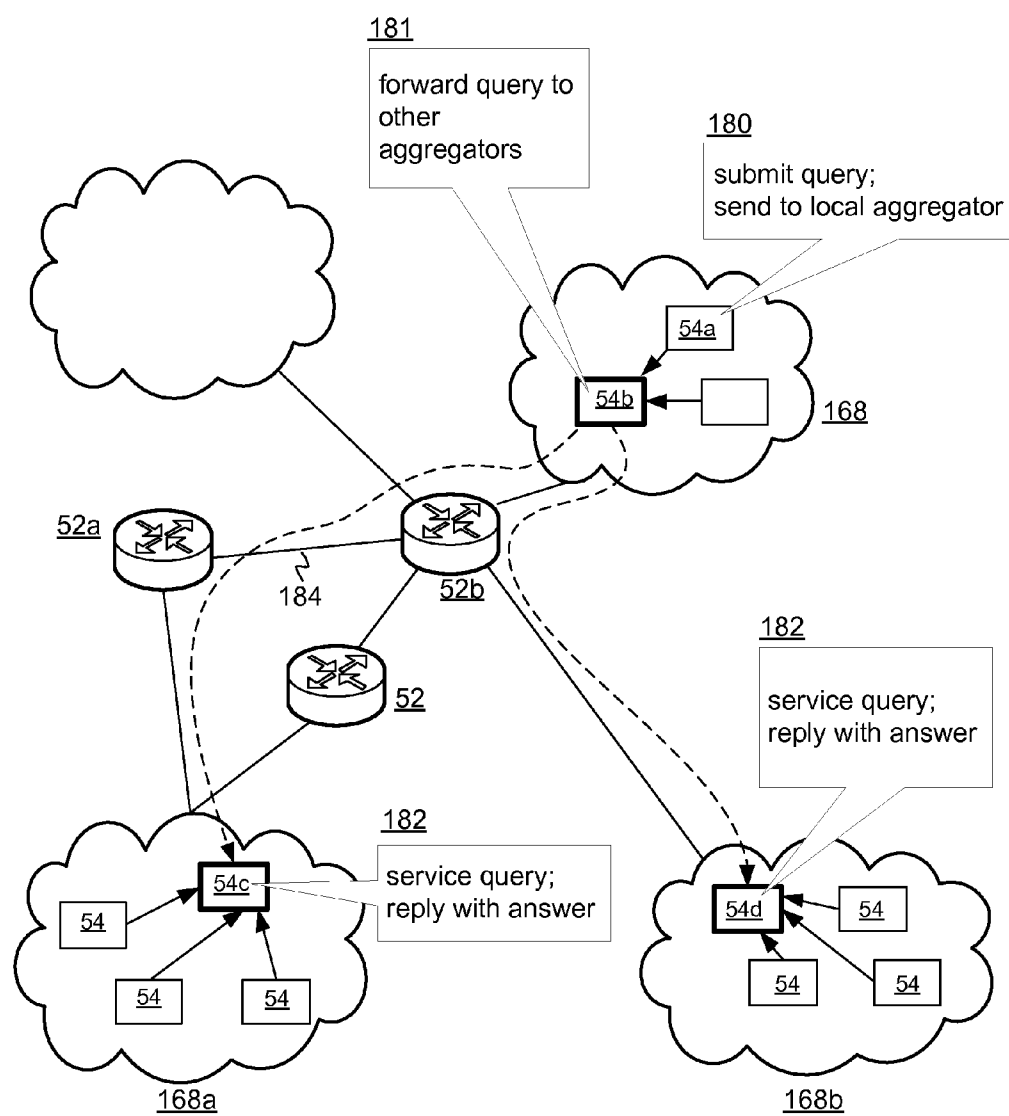 181
forward query to
other
aggregators
180
submit query;
send to local aggregator
54a
54b
168
52a
184
52b
52
182
service query;
reply with answer
182
service query;
reply with answer
54c
54
54
54
54d
54
54
54
168a
168b